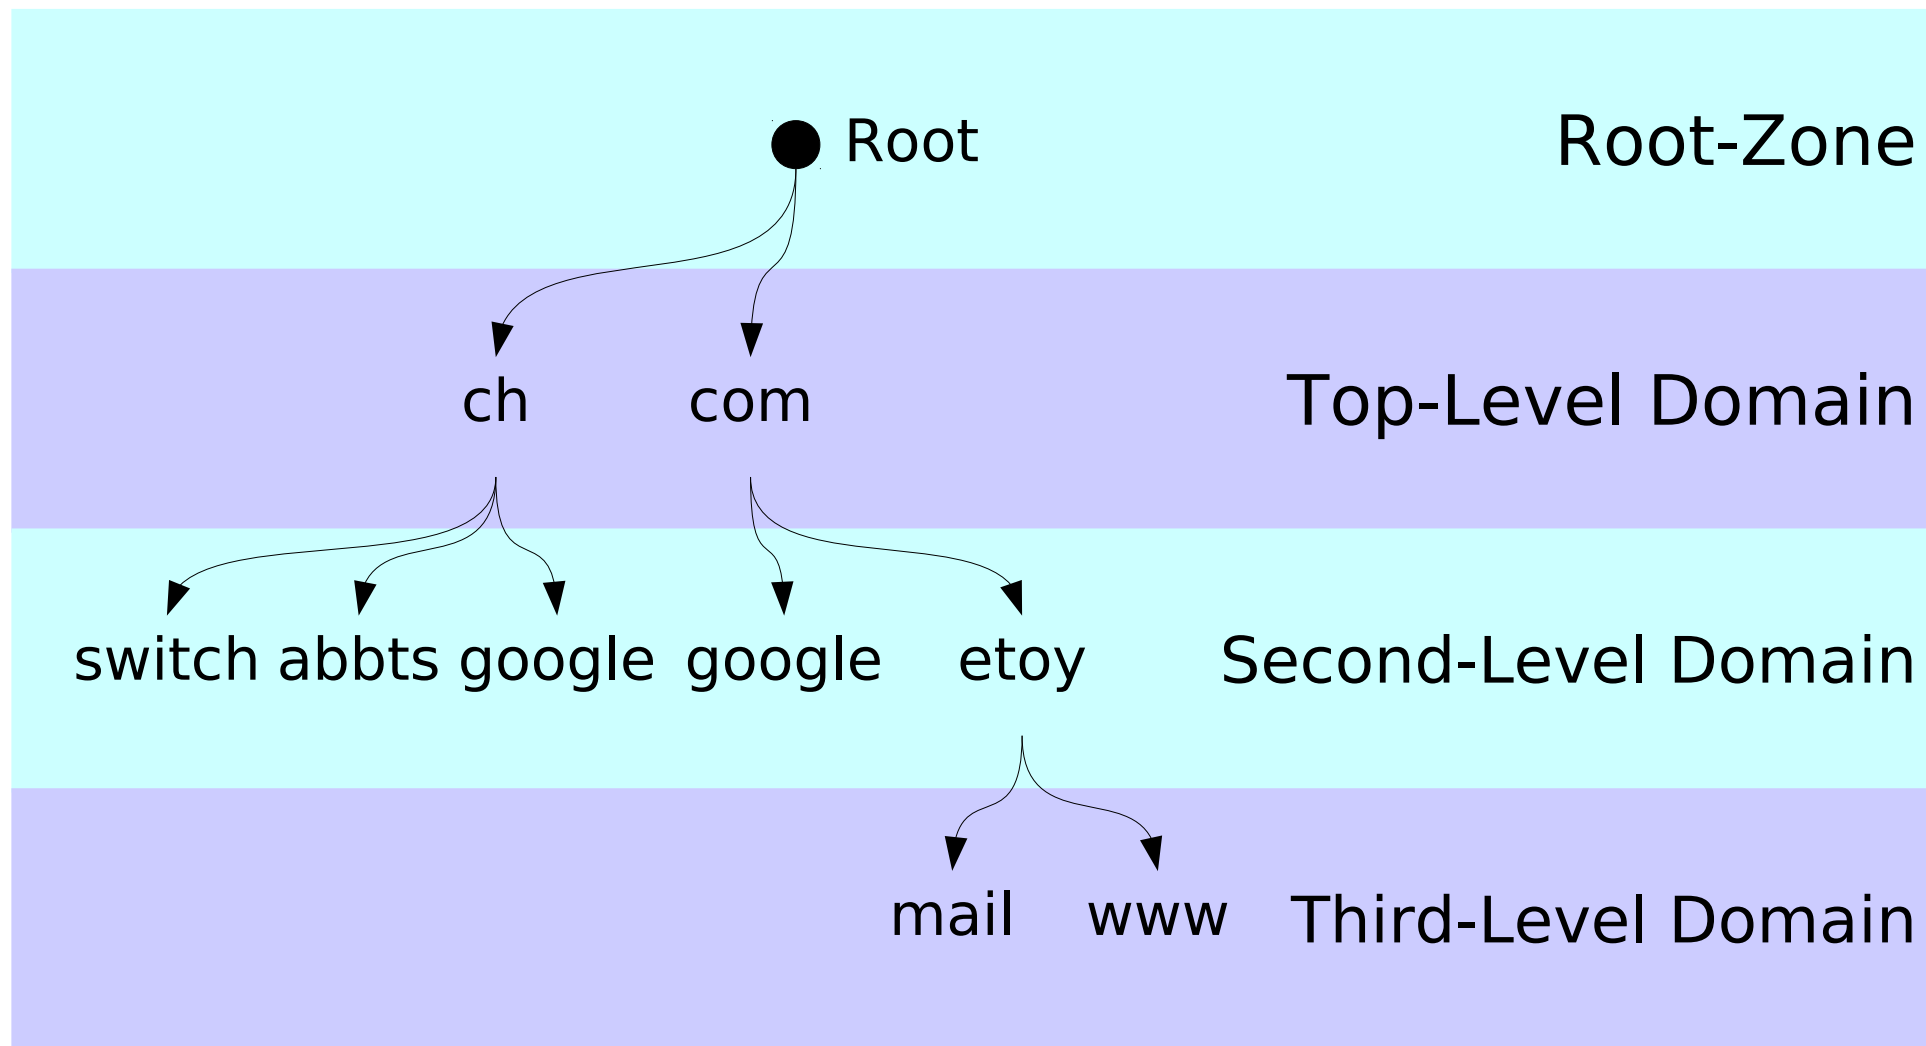 Root Root-Zone
ch com Top-Level Domain
switch abbts google google etoy Second-Level Domain
mail www Third-Level Domain